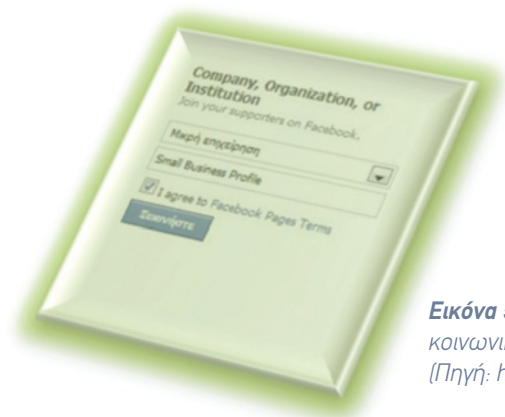 Company, Organization, or
Institution
Join your supporters on Facebook.
Μικρή επιχείρηση
Small Business Profile
I agree to Facebook Pages Terms
Ξεκινήστε
Εικόνα
κοινωνι
(Πηγή: h